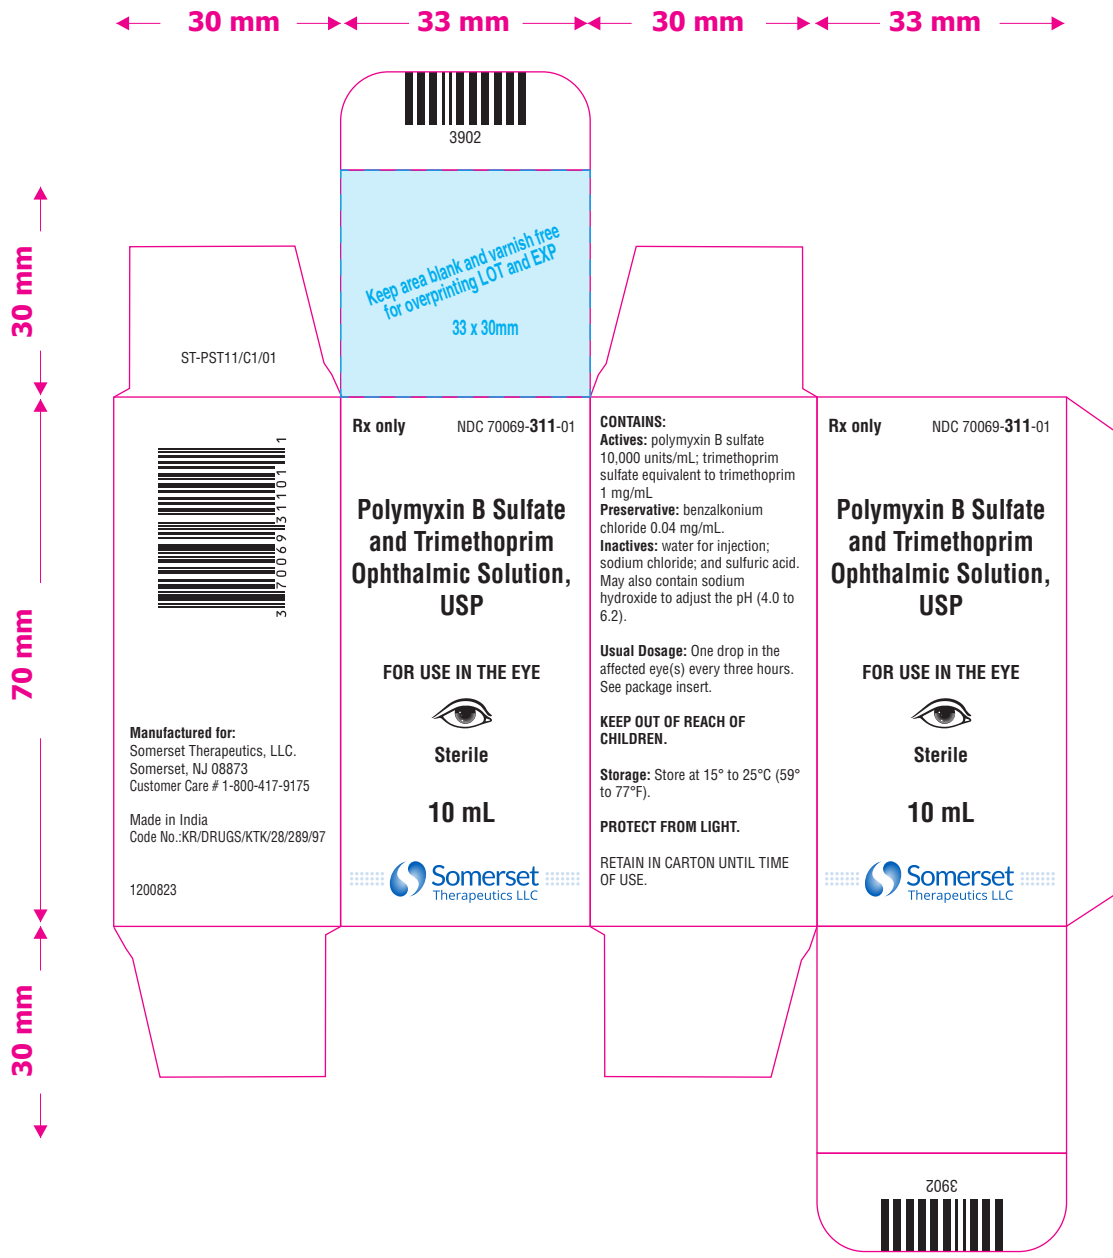 30 mm
33 mm
30 mm
33 mm
3902
30 mm
Keep area blank and varnish free
for overprinting LOT and EXP
33 x 30mm
ST-PST11/C1/01
70 mm
3 70069 31101 1
Manufactured for:
Somerset Therapeutics, LLC.
Somerset, NJ 08873
Customer Care # 1-800-417-9175
Made in India
Code No.:KR/DRUGS/KTK/28/289/97
1200823
Rx only NDC 70069-311-01
Polymyxin B Sulfate
and Trimethoprim
Ophthalmic Solution,
USP
FOR USE IN THE EYE
Sterile
10 mL
Somerset
Therapeutics LLC
CONTAINS:
Actives: polymyxin B sulfate
10,000 units/mL; trimethoprim
sulfate equivalent to trimethoprim
1 mg/mL
Preservative: benzalkonium
chloride 0.04 mg/mL.
Inactives: water for injection;
sodium chloride; and sulfuric acid.
May also contain sodium
hydroxide to adjust the pH (4.0 to
6.2).
Usual Dosage: One drop in the
affected eye(s) every three hours.
See package insert.
KEEP OUT OF REACH OF
CHILDREN.
Storage: Store at 15° to 25°C (59°
to 77°F).
PROTECT FROM LIGHT.
RETAIN IN CARTON UNTIL TIME
OF USE.
Rx only NDC 70069-311-01
Polymyxin B Sulfate
and Trimethoprim
Ophthalmic Solution,
USP
FOR USE IN THE EYE
Sterile
10 mL
Somerset
Therapeutics LLC
30 mm
3902